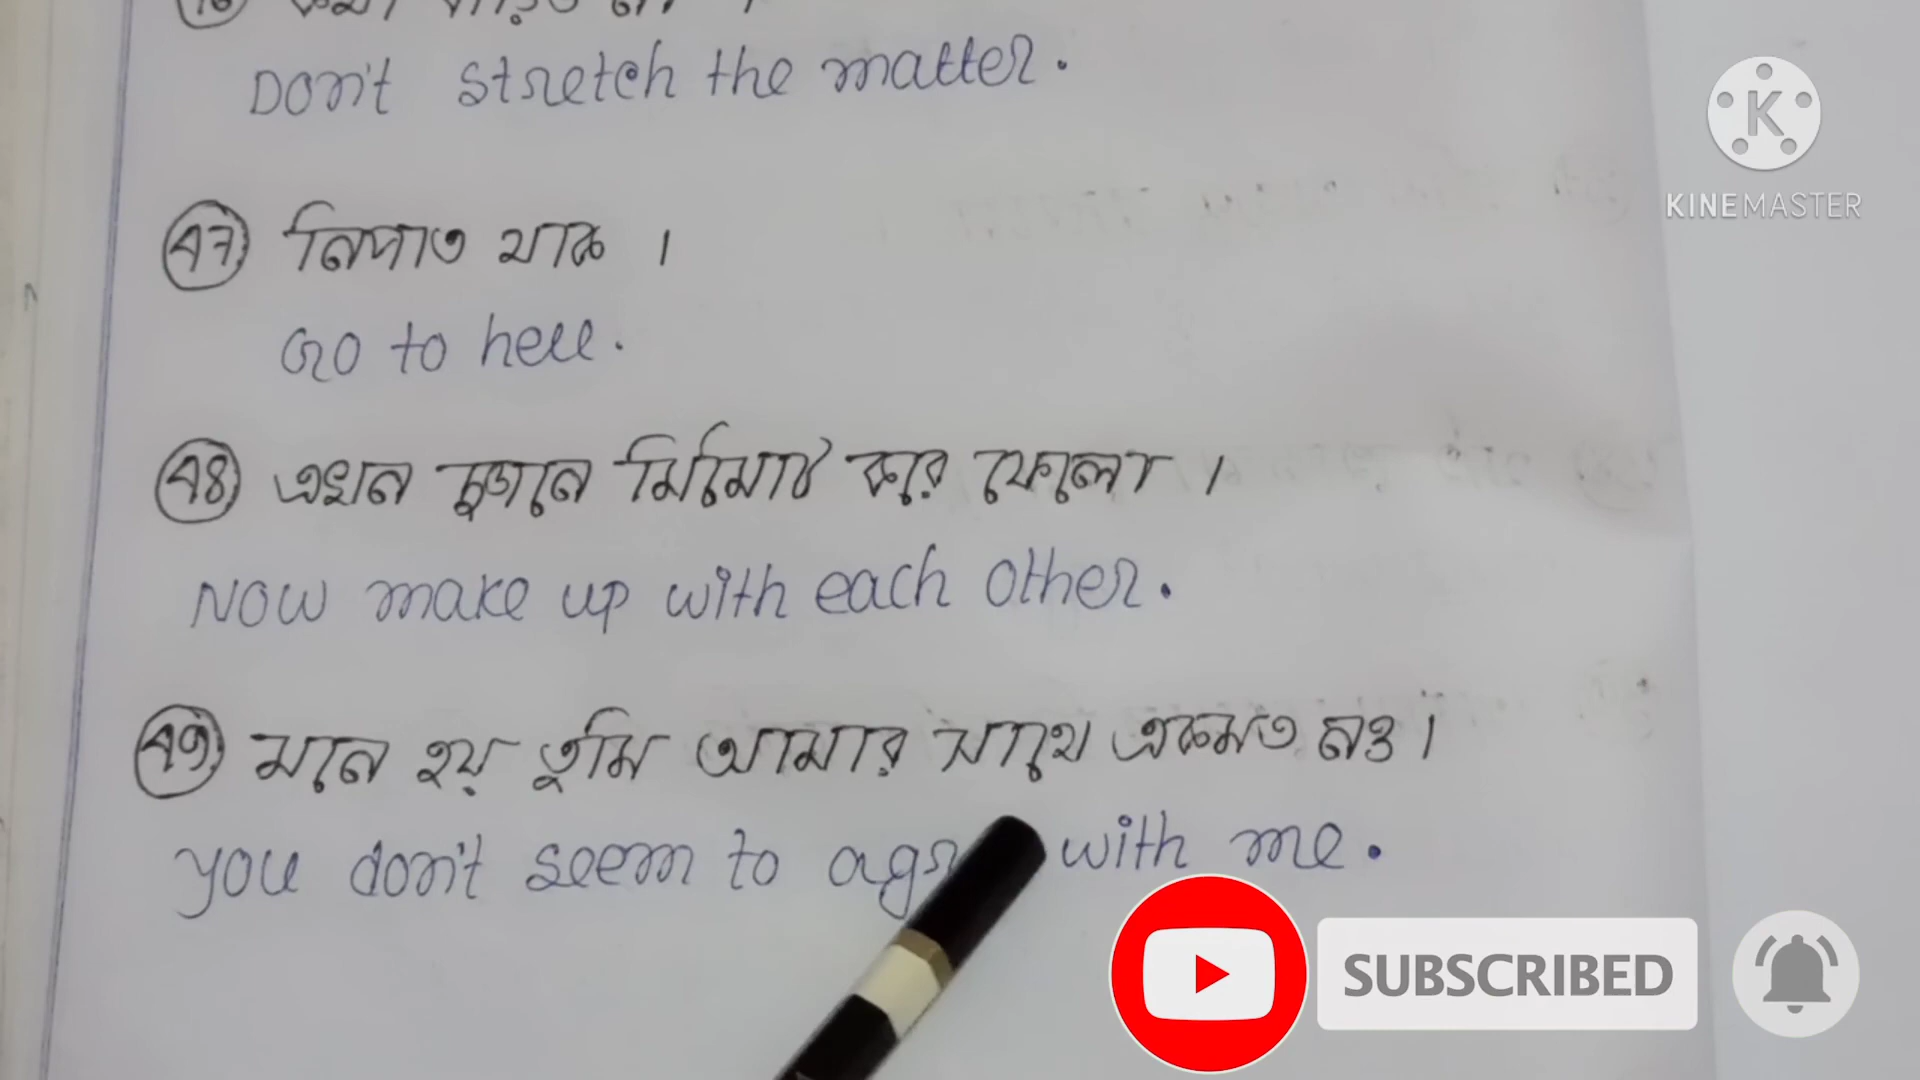 Don't stretch the matter.
47 নিপাত যাক ।
Go to hell.
48 এখন দুজনে মিটমাট করে ফেলো ।
Now make up with each other.
49 মনে হয় তুমি আমার সাথে একমত নও ।
you don't seem to with me.
KINEMASTER
SUBSCRIBED